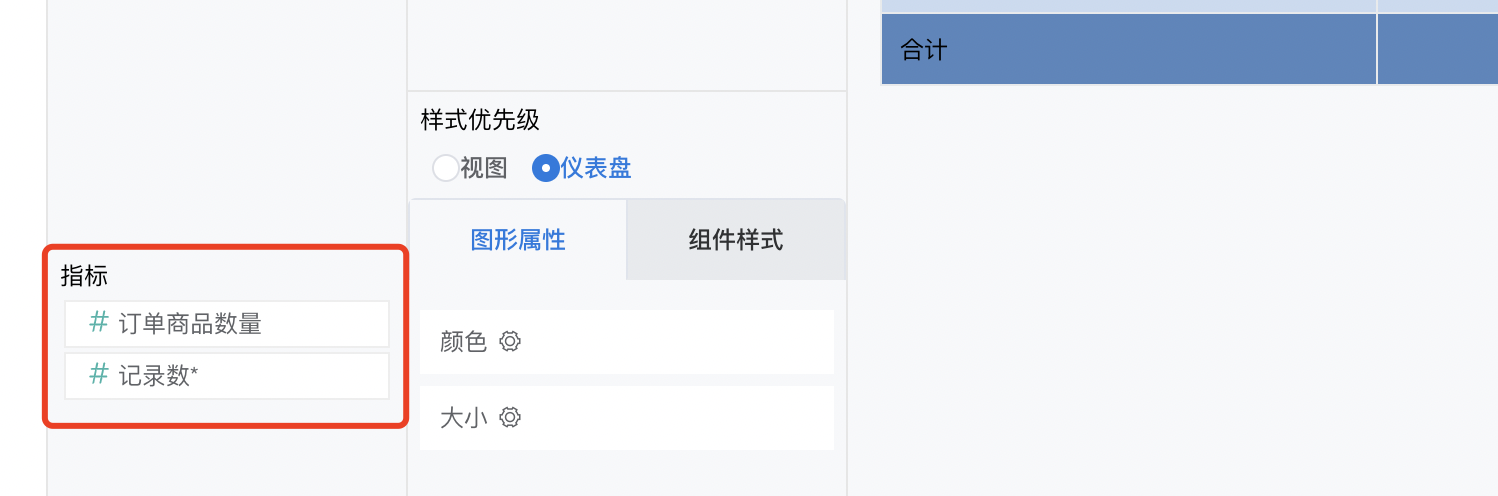 合计
样式优先级
视图 仪表盘
图形属性 组件样式
指标
# 订单商品数量
# 记录数*
颜色
大小